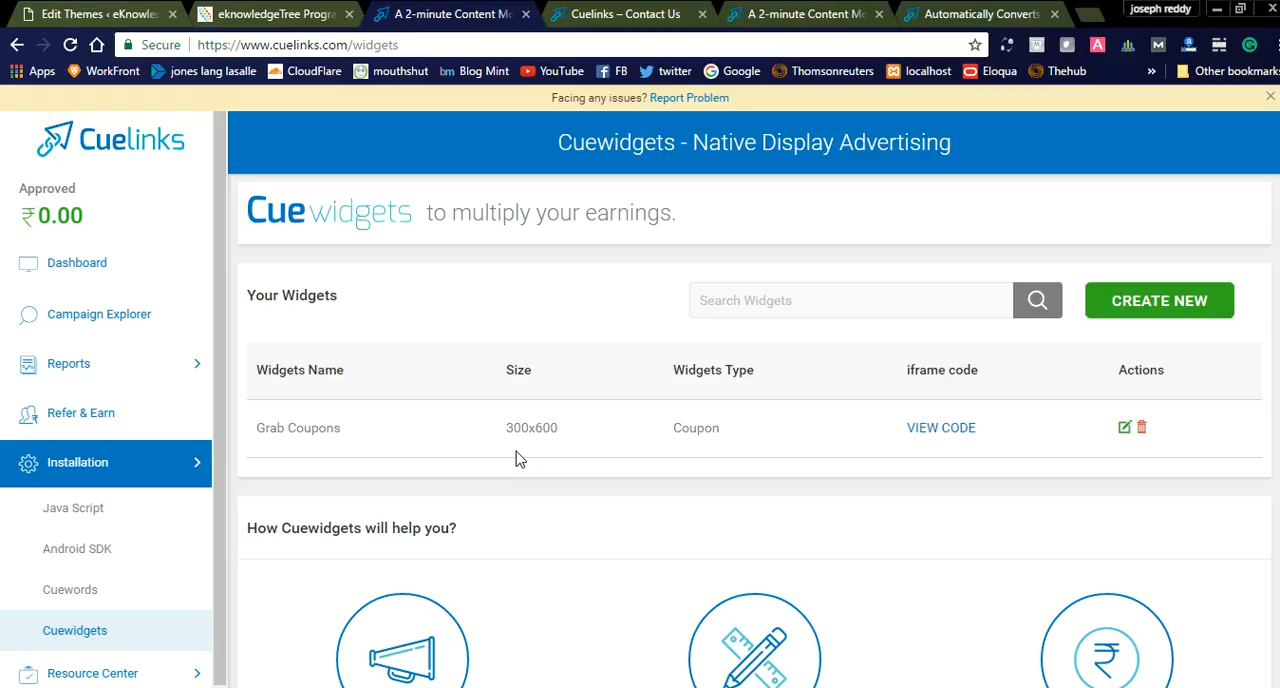 Edit Themes ‹ eKnowle
eknowledgeTree Progra
A 2-minute Content Mo
Cuelinks – Contact Us
A 2-minute Content Mo
Automatically Converts
joseph reddy
Secure
https://www.cuelinks.com/widgets
Apps
WorkFront
jones lang lasalle
CloudFlare
mouthshut
bm Blog Mint
YouTube
FB
twitter
Google
Thomsonreuters
localhost
Eloqua
Thehub
»
Other bookmarks
Facing any issues? Report Problem
Cuelinks
Approved
₹0.00
Dashboard
Campaign Explorer
Reports
Refer & Earn
Installation
Java Script
Android SDK
Cuewords
Cuewidgets
Resource Center
Cuewidgets - Native Display Advertising
Cuewidgets to multiply your earnings.
Your Widgets
Search Widgets
CREATE NEW
Widgets Name Size Widgets Type iframe code Actions
Grab Coupons 300x600 Coupon VIEW CODE
How Cuewidgets will help you?